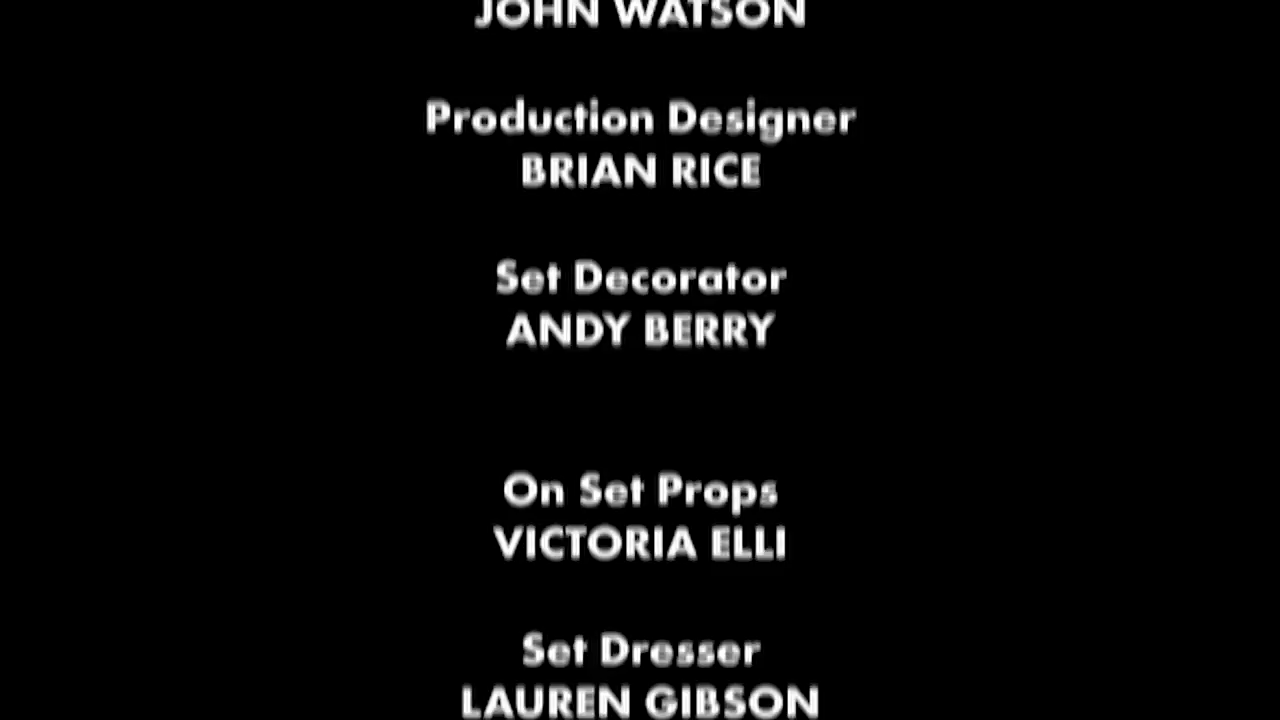 JOHN WATSON
Production Designer
BRIAN RICE
Set Decorator
ANDY BERRY
On Set Props
VICTORIA ELLI
Set Dresser
LAUREN GIBSON